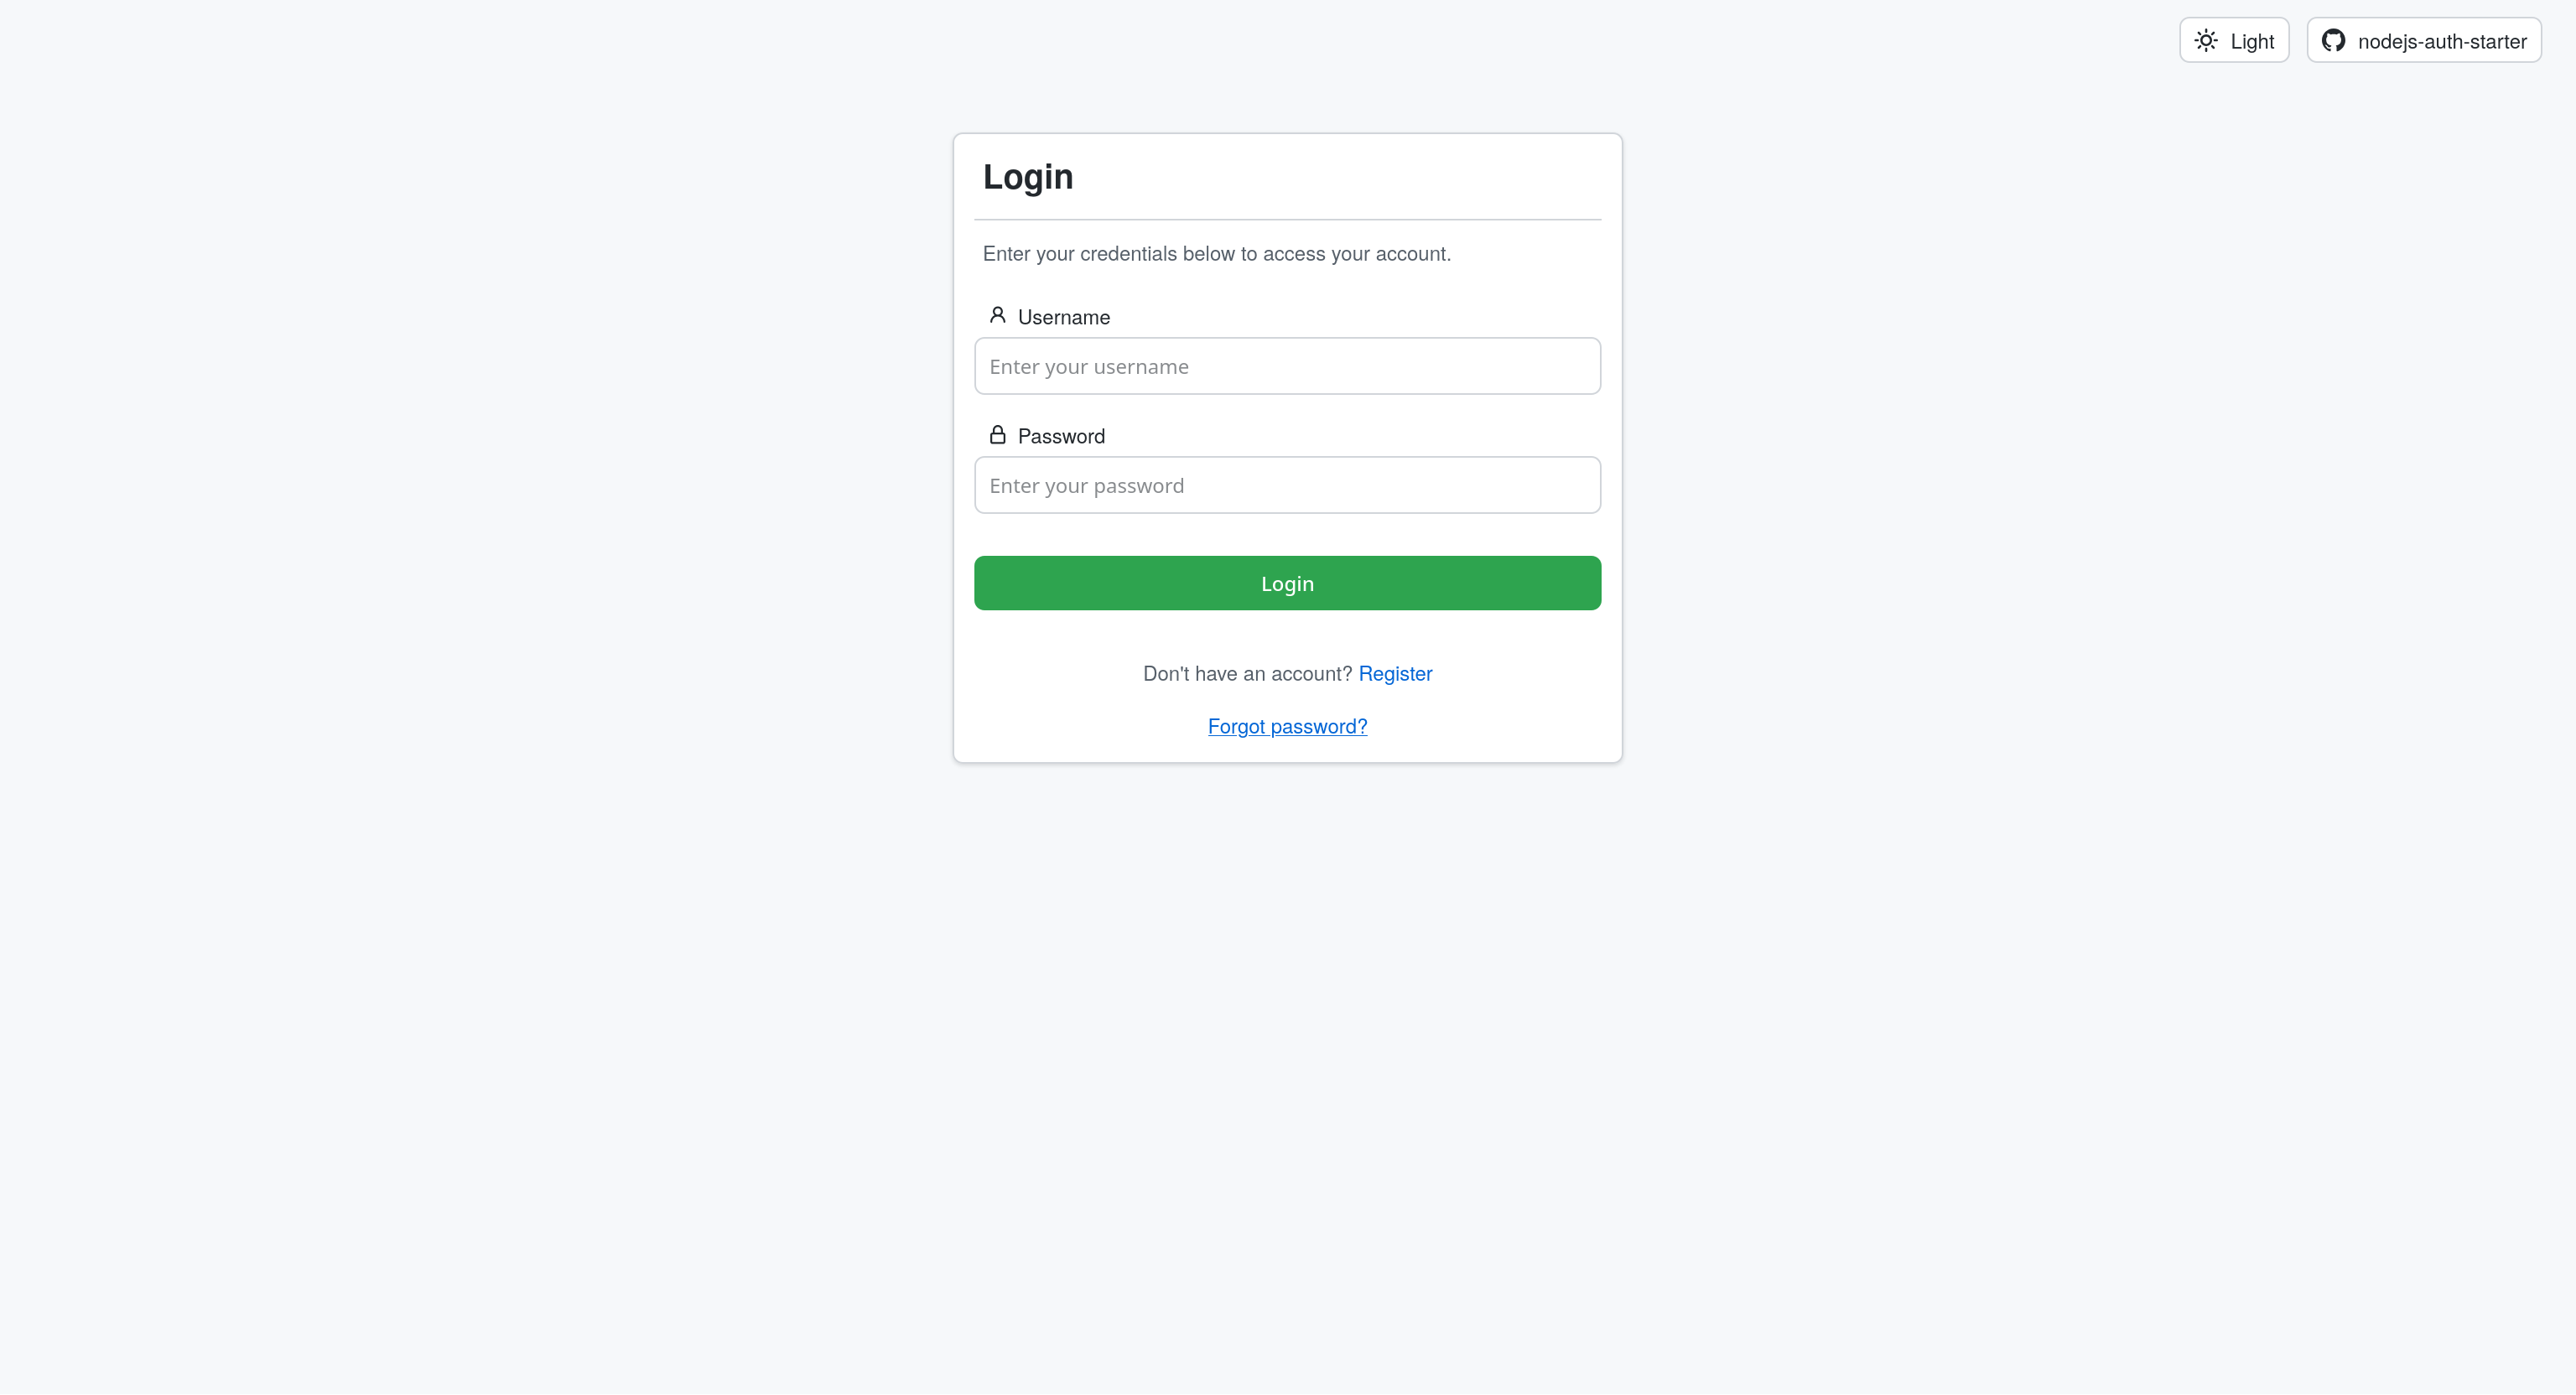 Light
nodejs-auth-starter
Login
Enter your credentials below to access your account.
Username
Enter your username
Password
Enter your password
Login
Don't have an account? Register
Forgot password?